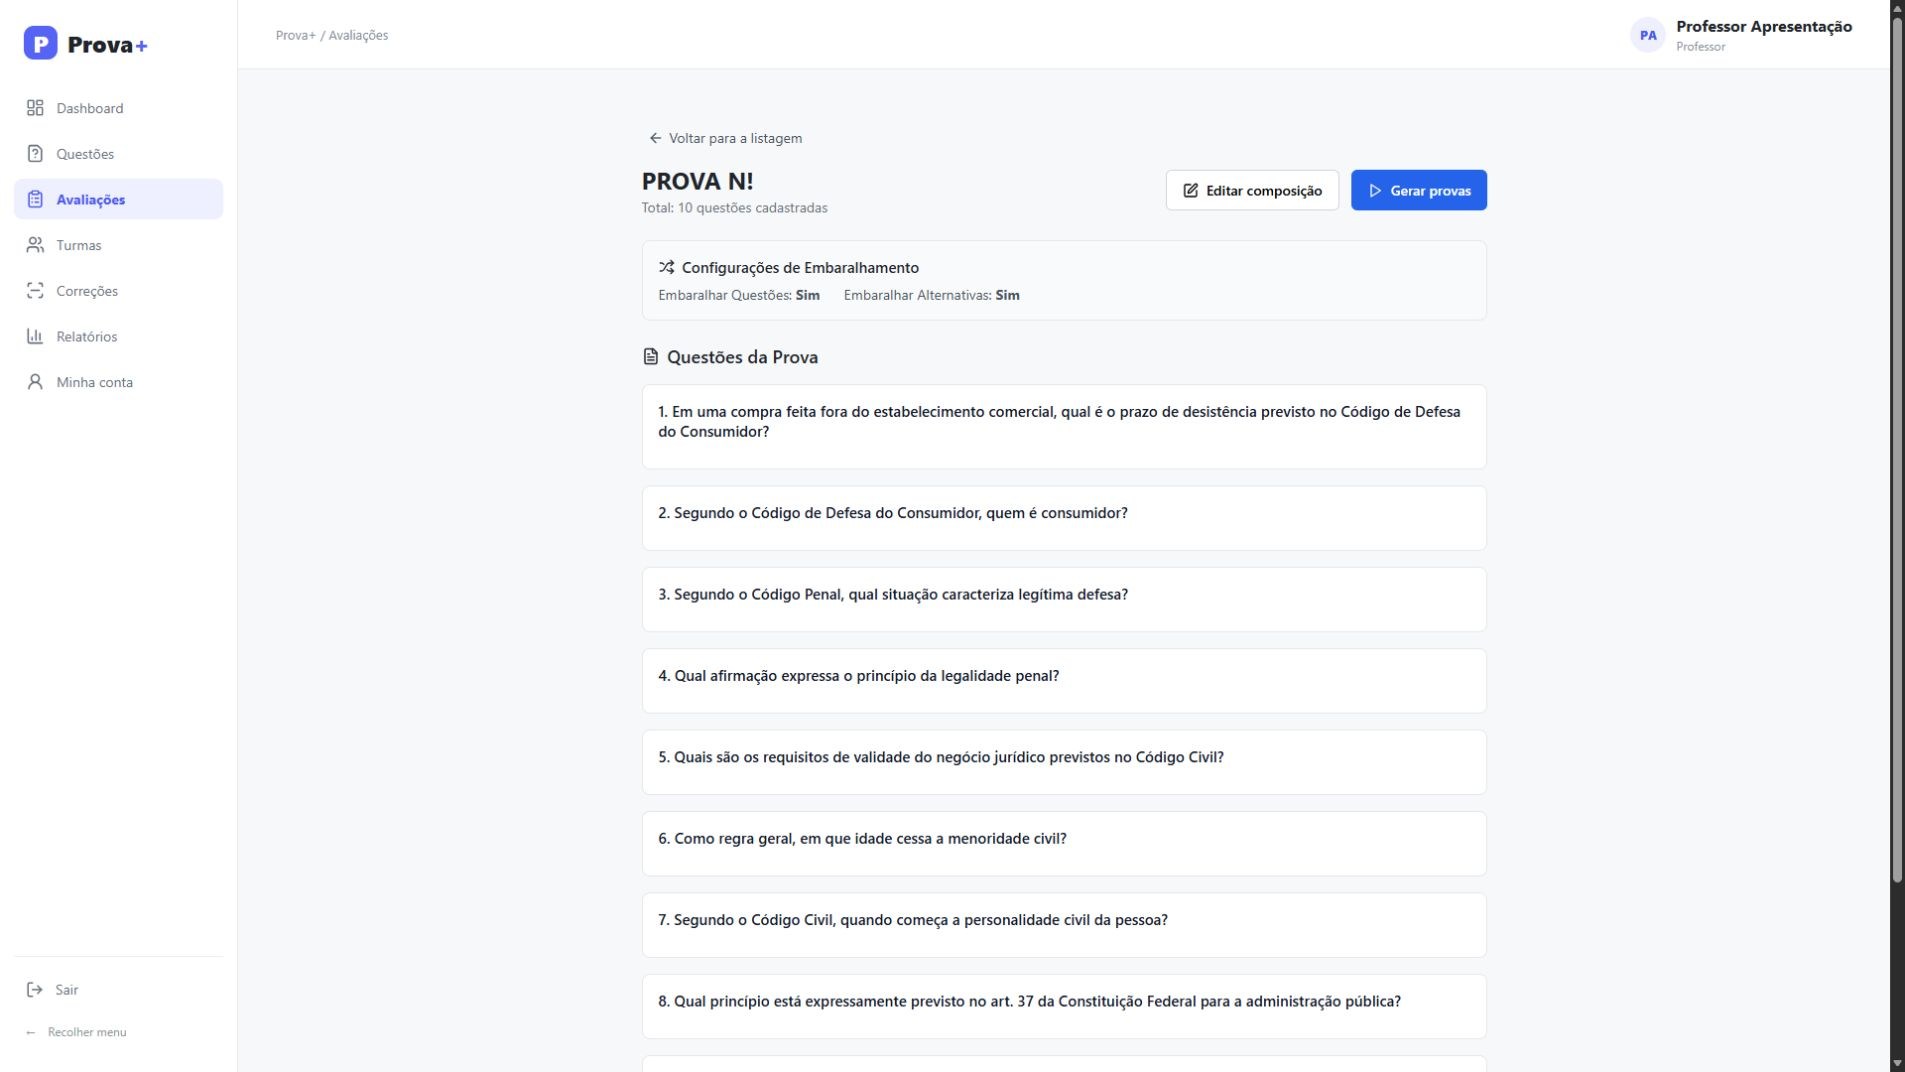 P Prova+
Dashboard
Questões
Avaliações
Turmas
Correções
Relatórios
Minha conta
Sair
← Recolher menu
Prova+ / Avaliações
PA
Professor Apresentação
Professor
← Voltar para a listagem
PROVA N!
Total: 10 questões cadastradas
Editar composição
Gerar provas
Configurações de Embaralhamento
Embaralhar Questões: Sim Embaralhar Alternativas: Sim
Questões da Prova
1. Em uma compra feita fora do estabelecimento comercial, qual é o prazo de desistência previsto no Código de Defesa
do Consumidor?
2. Segundo o Código de Defesa do Consumidor, quem é consumidor?
3. Segundo o Código Penal, qual situação caracteriza legítima defesa?
4. Qual afirmação expressa o princípio da legalidade penal?
5. Quais são os requisitos de validade do negócio jurídico previstos no Código Civil?
6. Como regra geral, em que idade cessa a menoridade civil?
7. Segundo o Código Civil, quando começa a personalidade civil da pessoa?
8. Qual princípio está expressamente previsto no art. 37 da Constituição Federal para a administração pública?